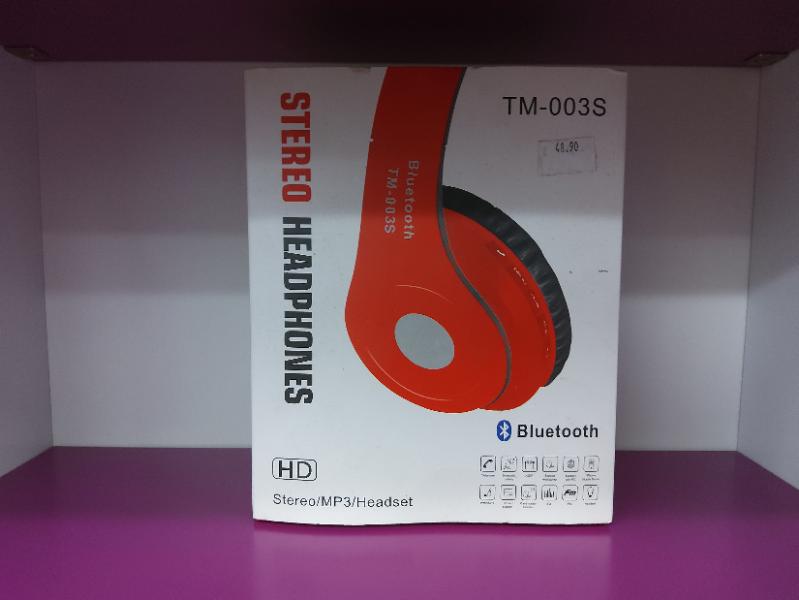 STEREO HEADPHONES
TM-003S
48.90
Bluetooth
TM-003S
Bluetooth
HD
Stereo/MP3/Headset